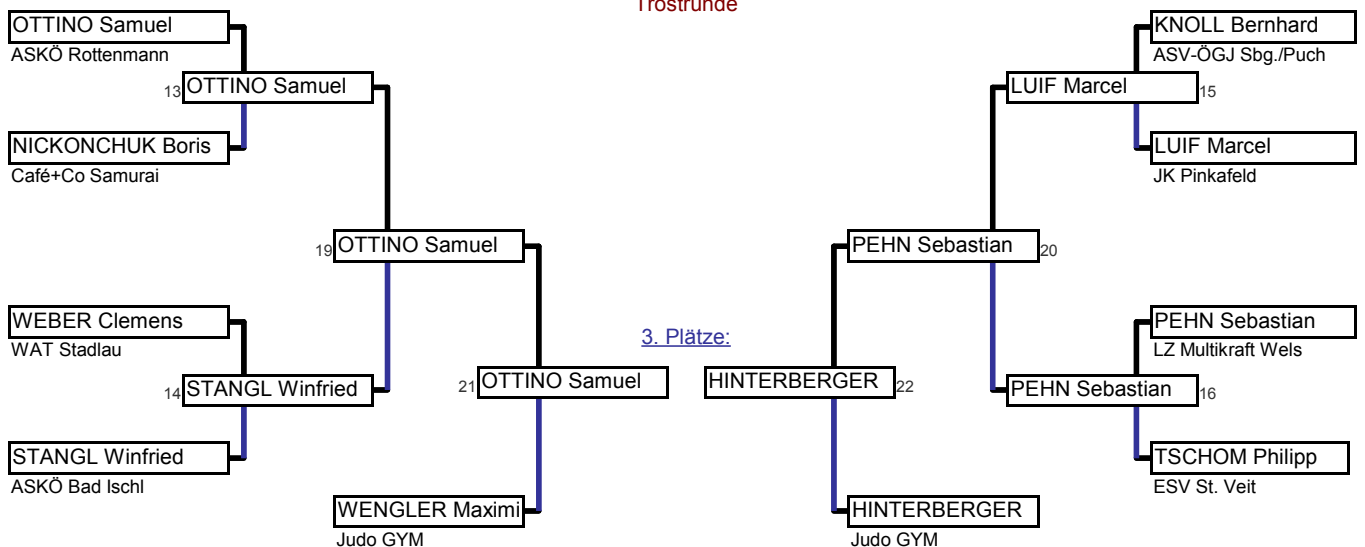 Trostrunde
OTTINO Samuel
ASKÖ Rottenmann
KNOLL Bernhard
ASV-ÖGJ Sbg./Puch
13 OTTINO Samuel
LUIF Marcel 15
NICKONCHUK Boris
Café+Co Samurai
LUIF Marcel
JK Pinkafeld
19 OTTINO Samuel
PEHN Sebastian 20
WEBER Clemens
WAT Stadlau
3. Plätze:
PEHN Sebastian
LZ Multikraft Wels
14 STANGL Winfried
21 OTTINO Samuel
HINTERBERGER 22
PEHN Sebastian 16
STANGL Winfried
ASKÖ Bad Ischl
TSCHOM Philipp
ESV St. Veit
WENGLER Maximi
Judo GYM
HINTERBERGER
Judo GYM